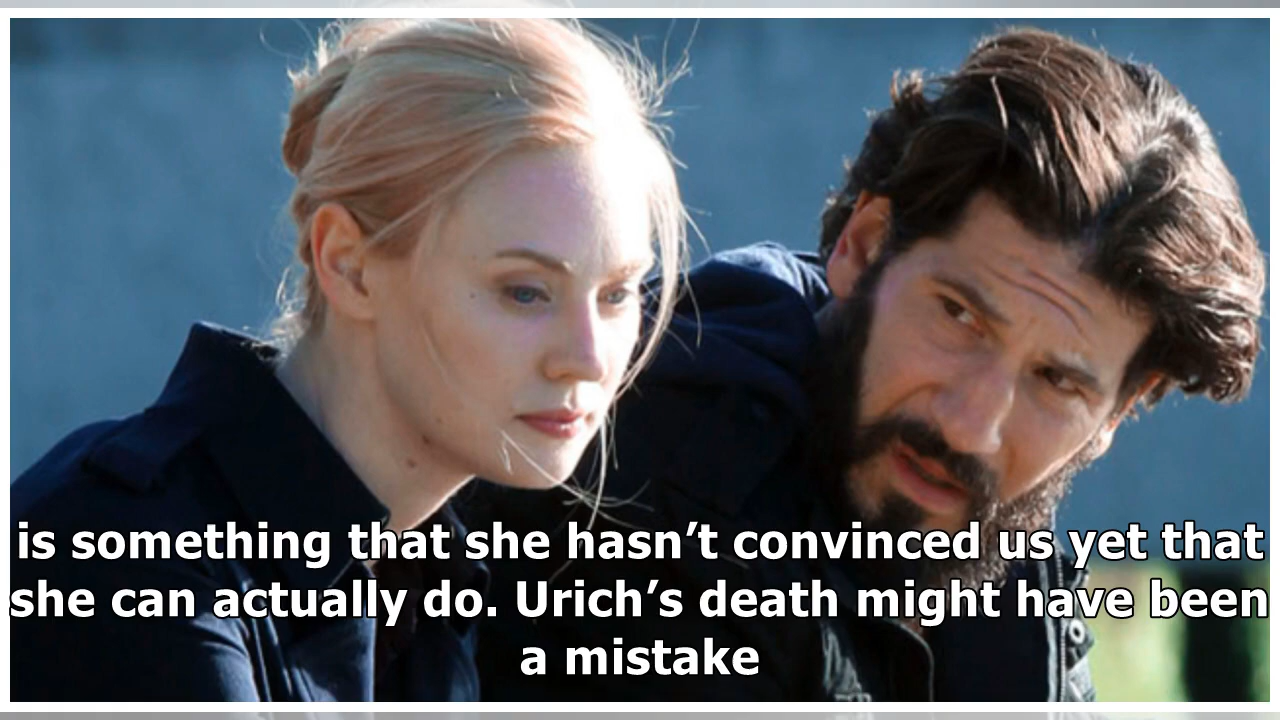 is something that she hasn’t convinced us yet that
she can actually do. Urich’s death might have been
a mistake